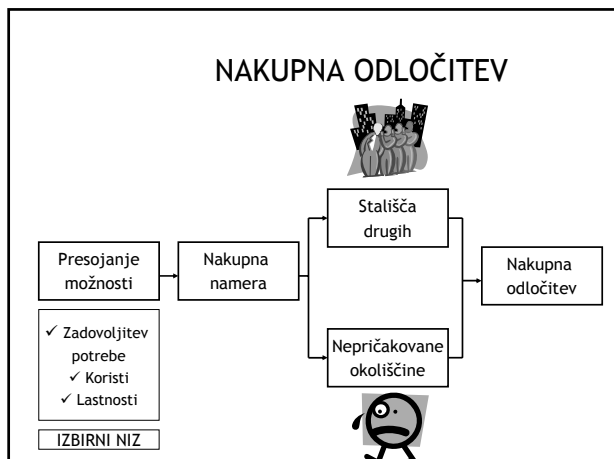 NAKUPNA ODLOČITEV
Stališča
drugih
Presojanje
možnosti
Nakupna
namera
Nakupna
odločitev
Nepričakovane
okoliščine
✓ Zadovoljitev
potrebe
✓ Koristi
✓ Lastnosti
IZBIRNI NIZ